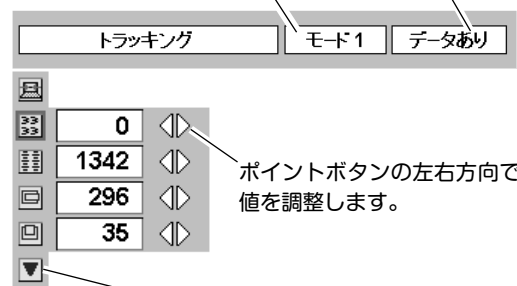 トラッキング モード 1 データあり
0
1342
ポイントボタンの左右方向で
296
値を調整します。
35